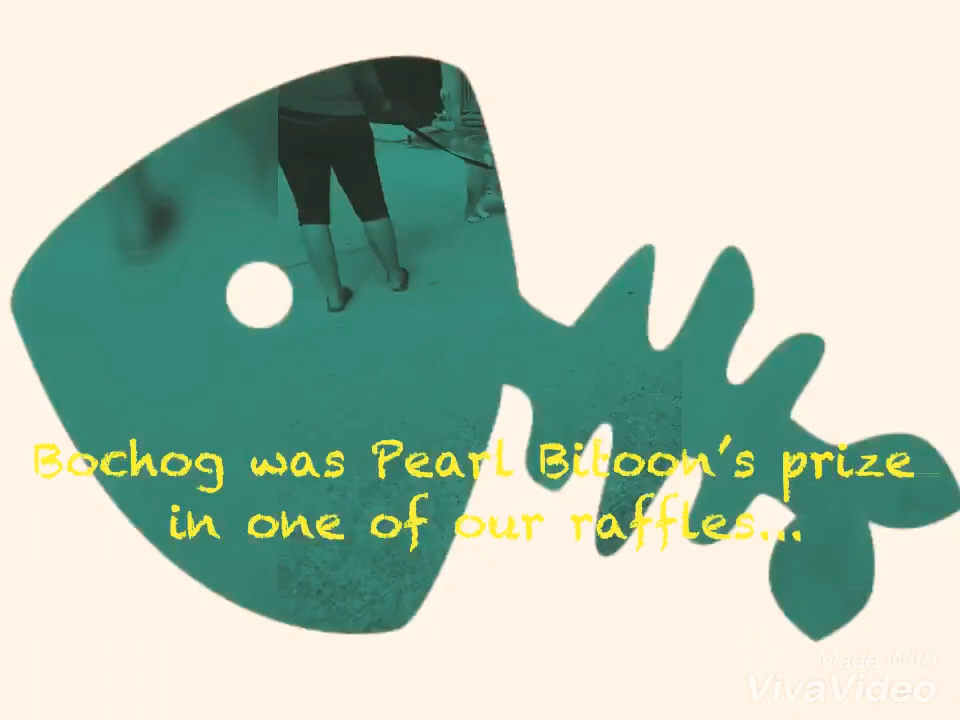 Bochog was Pearl Bitoon's prize
in one of our raffles...
Made With
VivaVideo